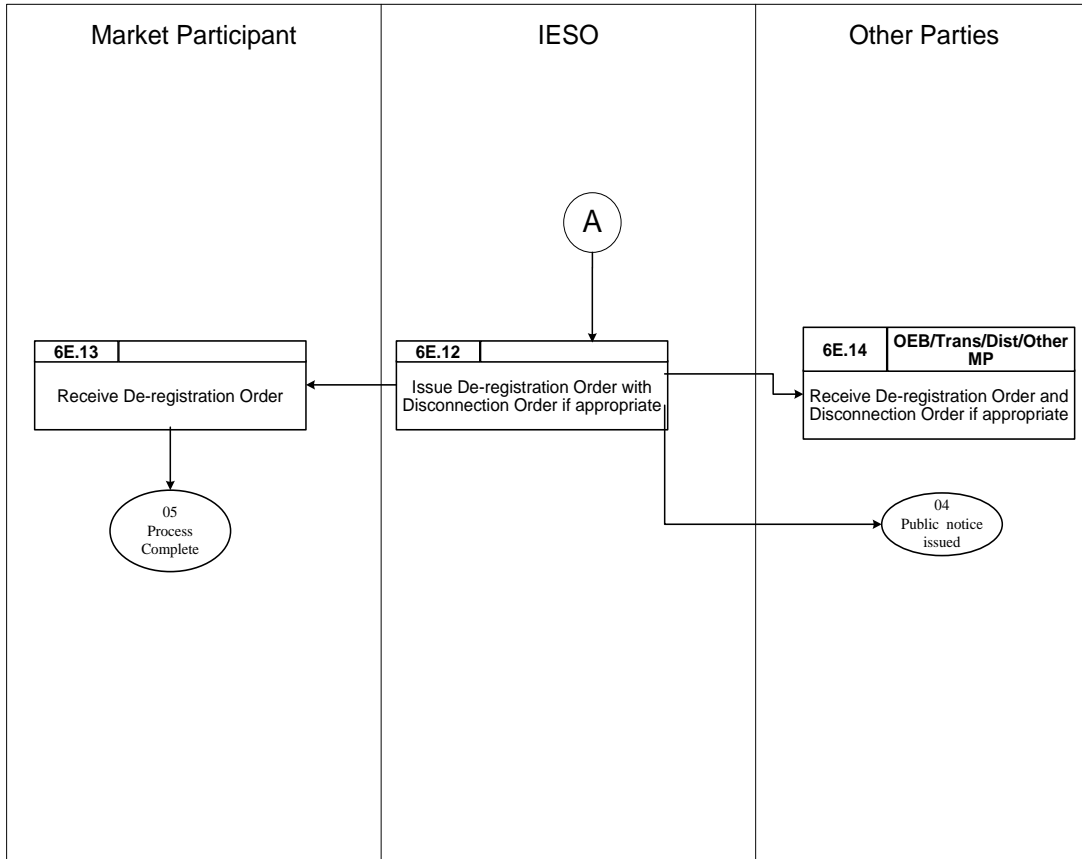 Market Participant
IESO
Other Parties
A
6E.13
Receive De-registration Order
6E.12
Issue De-registration Order with
Disconnection Order if appropriate
6E.14
OEB/Trans/Dist/Other
MP
Receive De-registration Order and
Disconnection Order if appropriate
05
Process
Complete
04
Public notice
issued